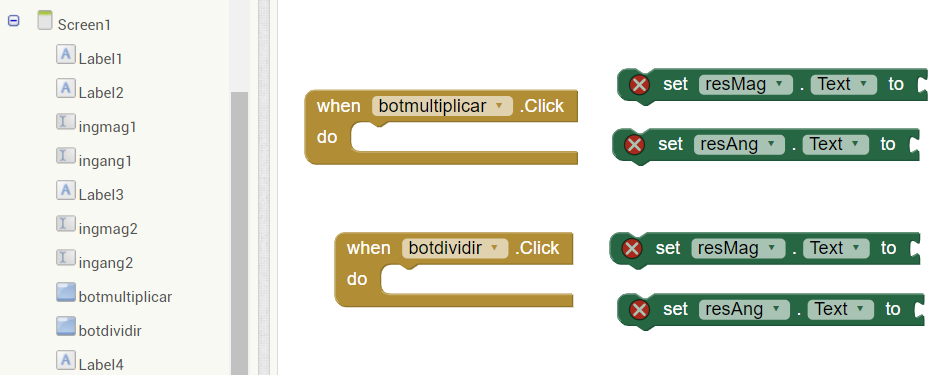 Screen1
Label1
Label2
ingmag1
ingang1
Label3
ingmag2
ingang2
botmultiplicar
botdividir
Label4
when botmultiplicar .Click
do
set resMag . Text to
set resAng . Text to
when botdividir .Click
do
set resMag . Text to
set resAng . Text to